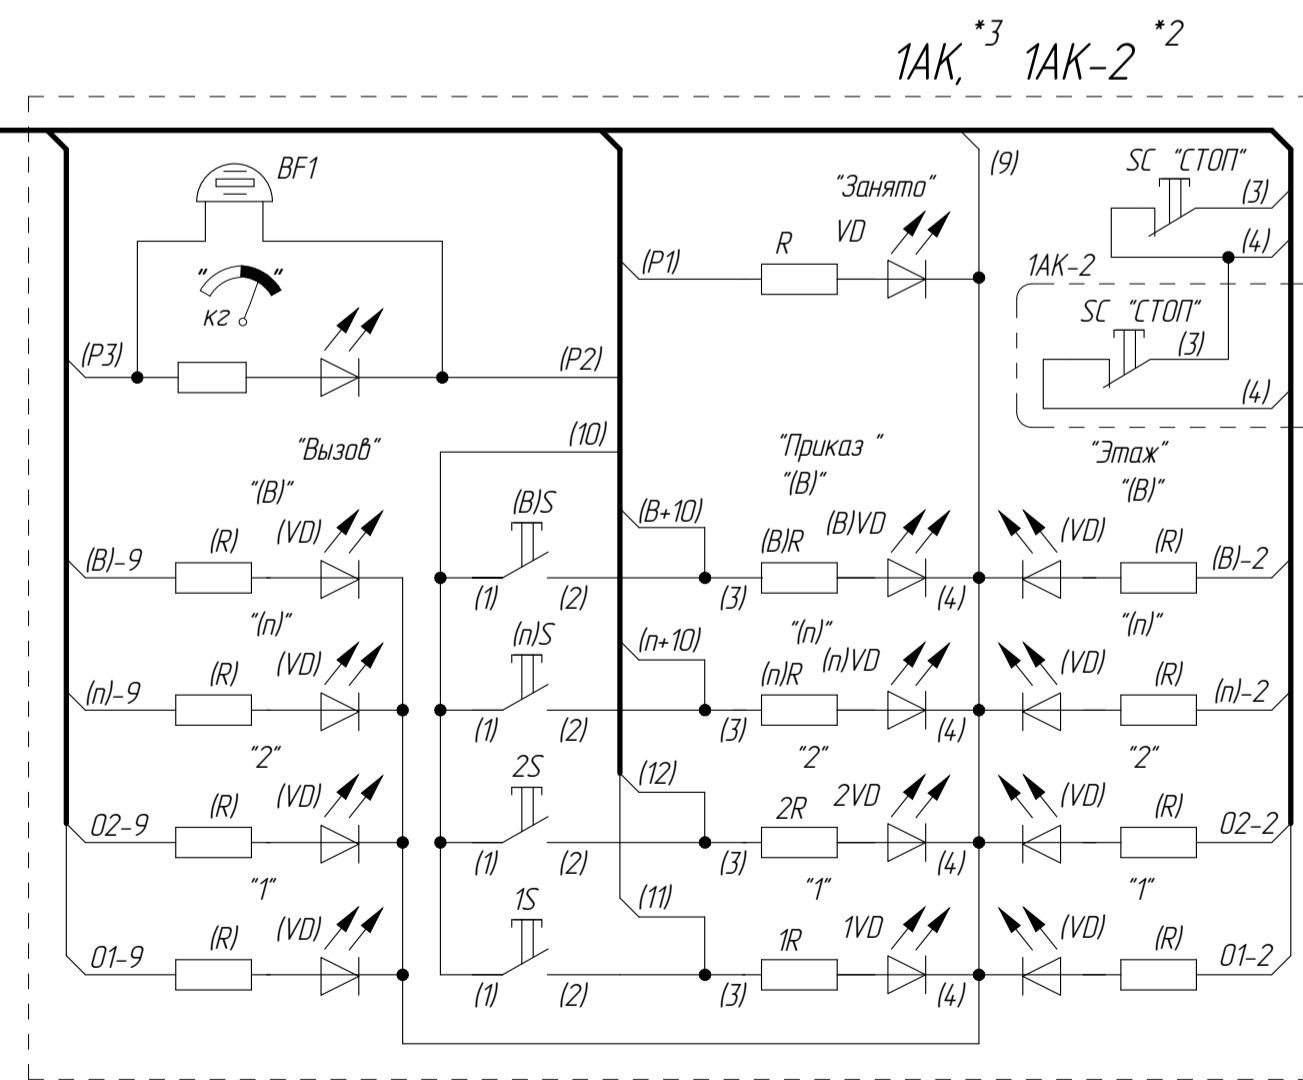 1АК, *3 1АК-2 *2
BF1
"Занято"
(9)
SC "СТОП"
(3)
R
VD
(P1)
(4)
1АК-2
" "
кг
SC "СТОП"
(3)
(P3)
(P2)
(4)
(10)
"Вызов"
"Приказ "
"Этаж"
"(В)"
"(В)"
"(В)"
(В)S
(В+10)
(R)
(VD)
(В)R
(В)VD
(VD)
(R)
(В)-9
(В)-2
(1)
(2)
(3)
(4)
"(п)"
"(п)"
"(п)"
(п)S
(п+10)
(R)
(VD)
(п)R
(п)VD
(VD)
(R)
(п)-9
(п)-2
(1)
(2)
(3)
(4)
"2"
"2"
"2"
2S
(12)
(R)
(VD)
2R
2VD
(VD)
(R)
02-9
02-2
(1)
(2)
(3)
(4)
"1"
"1"
"1"
1S
(11)
(R)
(VD)
1R
1VD
(VD)
(R)
01-9
01-2
(1)
(2)
(3)
(4)